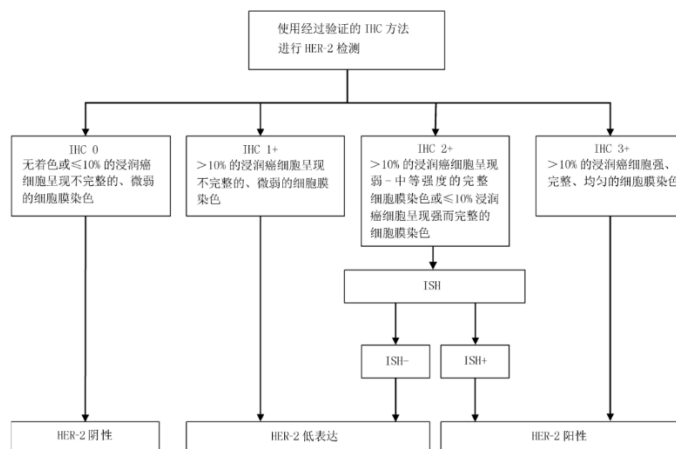 使用经过验证的 IHC 方法
进行 HER-2 检测
IHC 0
无着色或≤10%的浸润癌
细胞呈现不完整的、微弱
的细胞膜染色
IHC 1+
>10%的浸润癌细胞呈现
不完整的、微弱的细胞膜
染色
IHC 2+
>10%的浸润癌细胞呈现
弱-中等强度的完整
细胞膜染色或≤10%浸润
癌细胞呈现强而完整的
细胞膜染色
IHC 3+
>10%的浸润癌细胞强、
完整、均匀的细胞膜染色
ISH
ISH-
ISH+
HER-2 阴性
HER-2 低表达
HER-2 阳性